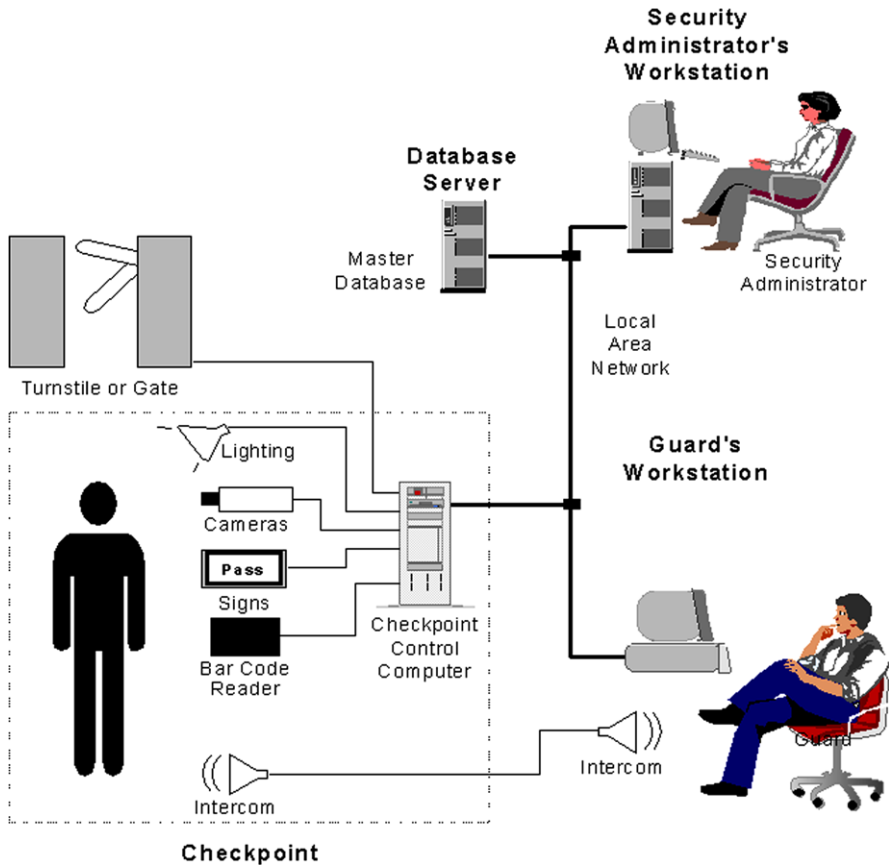 Security
Administrator's
Workstation
Database
Server
Master
Database
Security
Administrator
Local
Area
Network
Turnstile or Gate
Lighting
Cameras
Pass
Signs
Bar Code
Reader
Checkpoint
Control
Computer
Guard's
Workstation
Guard
Intercom
Intercom
Checkpoint